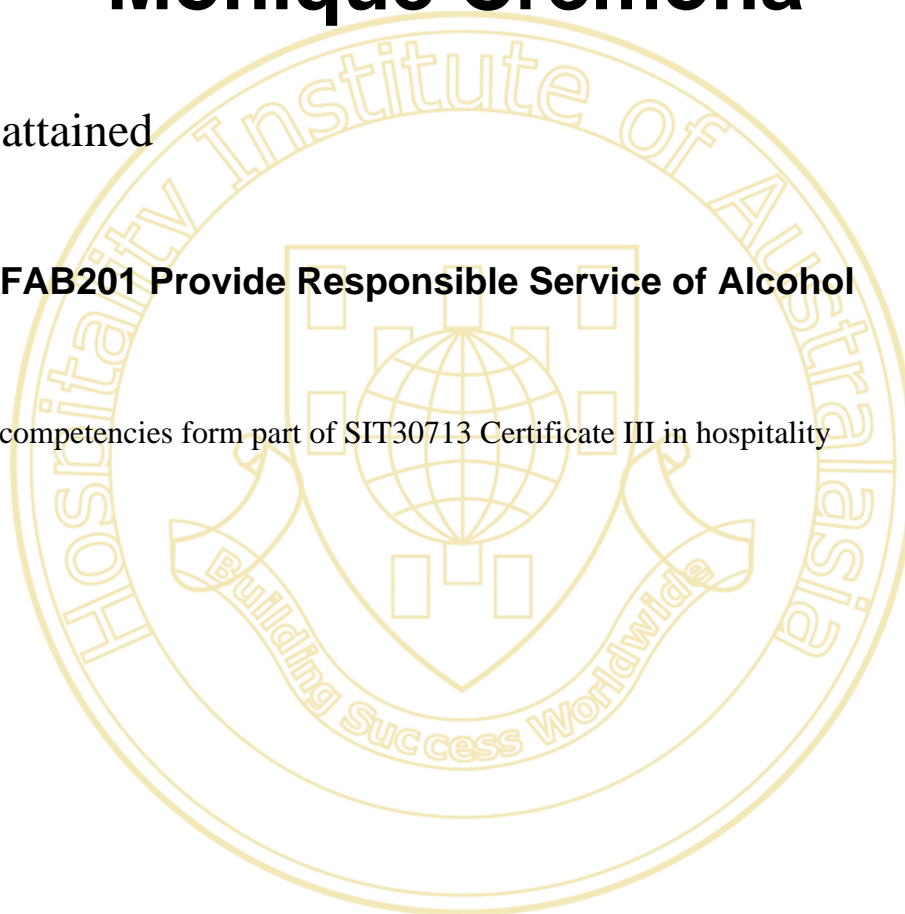 Monique Cremona
attained
FAB201 Provide Responsible Service of Alcohol
competencies form part of SIT30713 Certificate III in hospitality
Hospitality Institute of Australasia
Building Success Worldwide